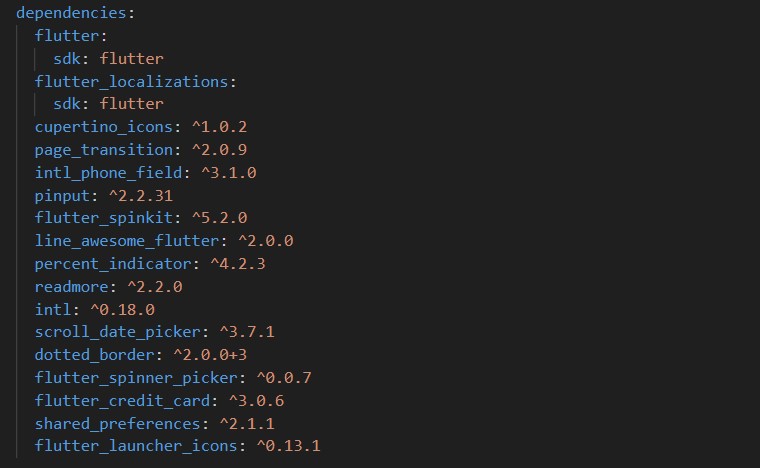 dependencies:
flutter:
sdk: flutter
flutter_localizations:
sdk: flutter
cupertino_icons: ^1.0.2
page_transition: ^2.0.9
intl_phone_field: ^3.1.0
pinput: ^2.2.31
flutter_spinkit: ^5.2.0
line_awesome_flutter: ^2.0.0
percent_indicator: ^4.2.3
readmore: ^2.2.0
intl: ^0.18.0
scroll_date_picker: ^3.7.1
dotted_border: ^2.0.0+3
flutter_spinner_picker: ^0.0.7
flutter_credit_card: ^3.0.6
shared_preferences: ^2.1.1
flutter_launcher_icons: ^0.13.1